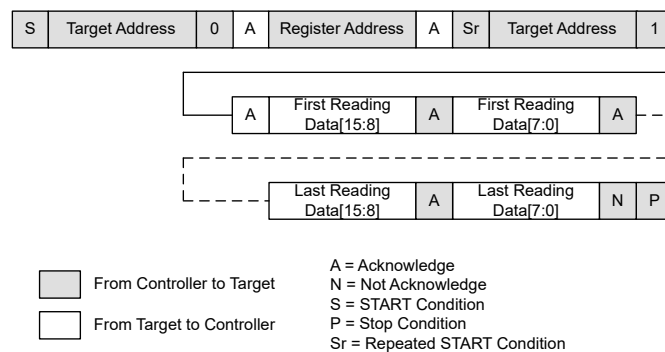 S Target Address 0 A Register Address A Sr Target Address 1
A First Reading Data[15:8] A First Reading Data[7:0] A
Last Reading Data[15:8] A Last Reading Data[7:0] N P
From Controller to Target
From Target to Controller
A = Acknowledge
N = Not Acknowledge
S = START Condition
P = Stop Condition
Sr = Repeated START Condition